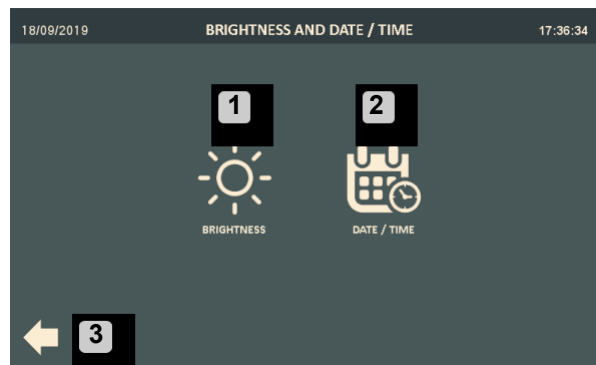 18/09/2019 BRIGHTNESS AND DATE / TIME 17:36:34
1 2
BRIGHTNESS DATE / TIME
3